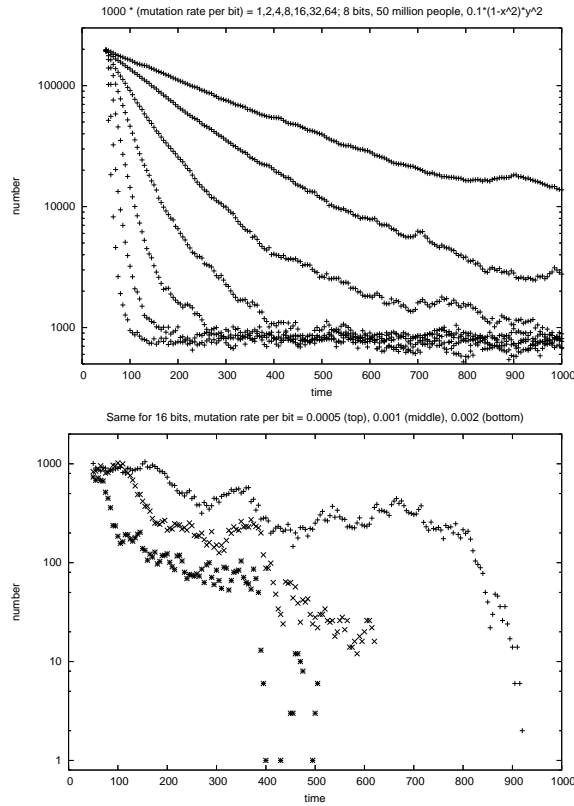 1000 * (mutation rate per bit) = 1,2,4,8,16,32,64; 8 bits, 50 million people, 0.1*(1-x^2)*y^2
100000
10000
1000
number
0 100 200 300 400 500 600 700 800 900 1000
time
Same for 16 bits, mutation rate per bit = 0.0005 (top), 0.001 (middle), 0.002 (bottom)
1000
100
10
1
number
0 100 200 300 400 500 600 700 800 900 1000
time